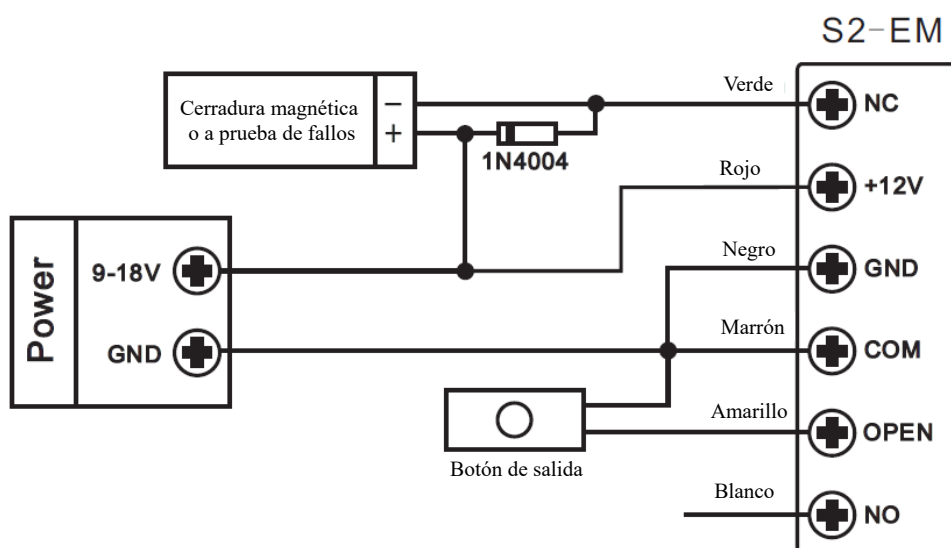 S2-EM
Verde
NC
Cerradura magnética
o a prueba de fallos
−
+
1N4004
Rojo
+12V
Power
9-18V
Negro
GND
GND
Marrón
COM
Amarillo
OPEN
Botón de salida
Blanco
NO